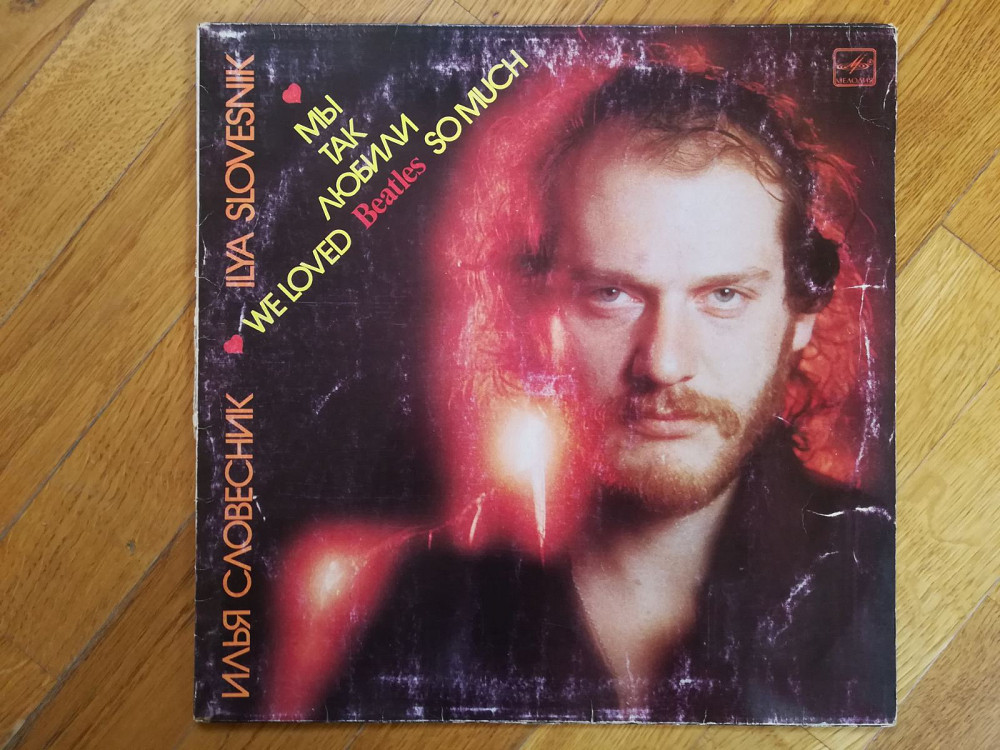 ИЛЬЯ СЛОВЕСНИК
ILYA SLOVESNIK
МЫ
ТАК
ЛЮБИЛИ
WE LOVED Beatles SO MUCH
МЕЛОДИЯ